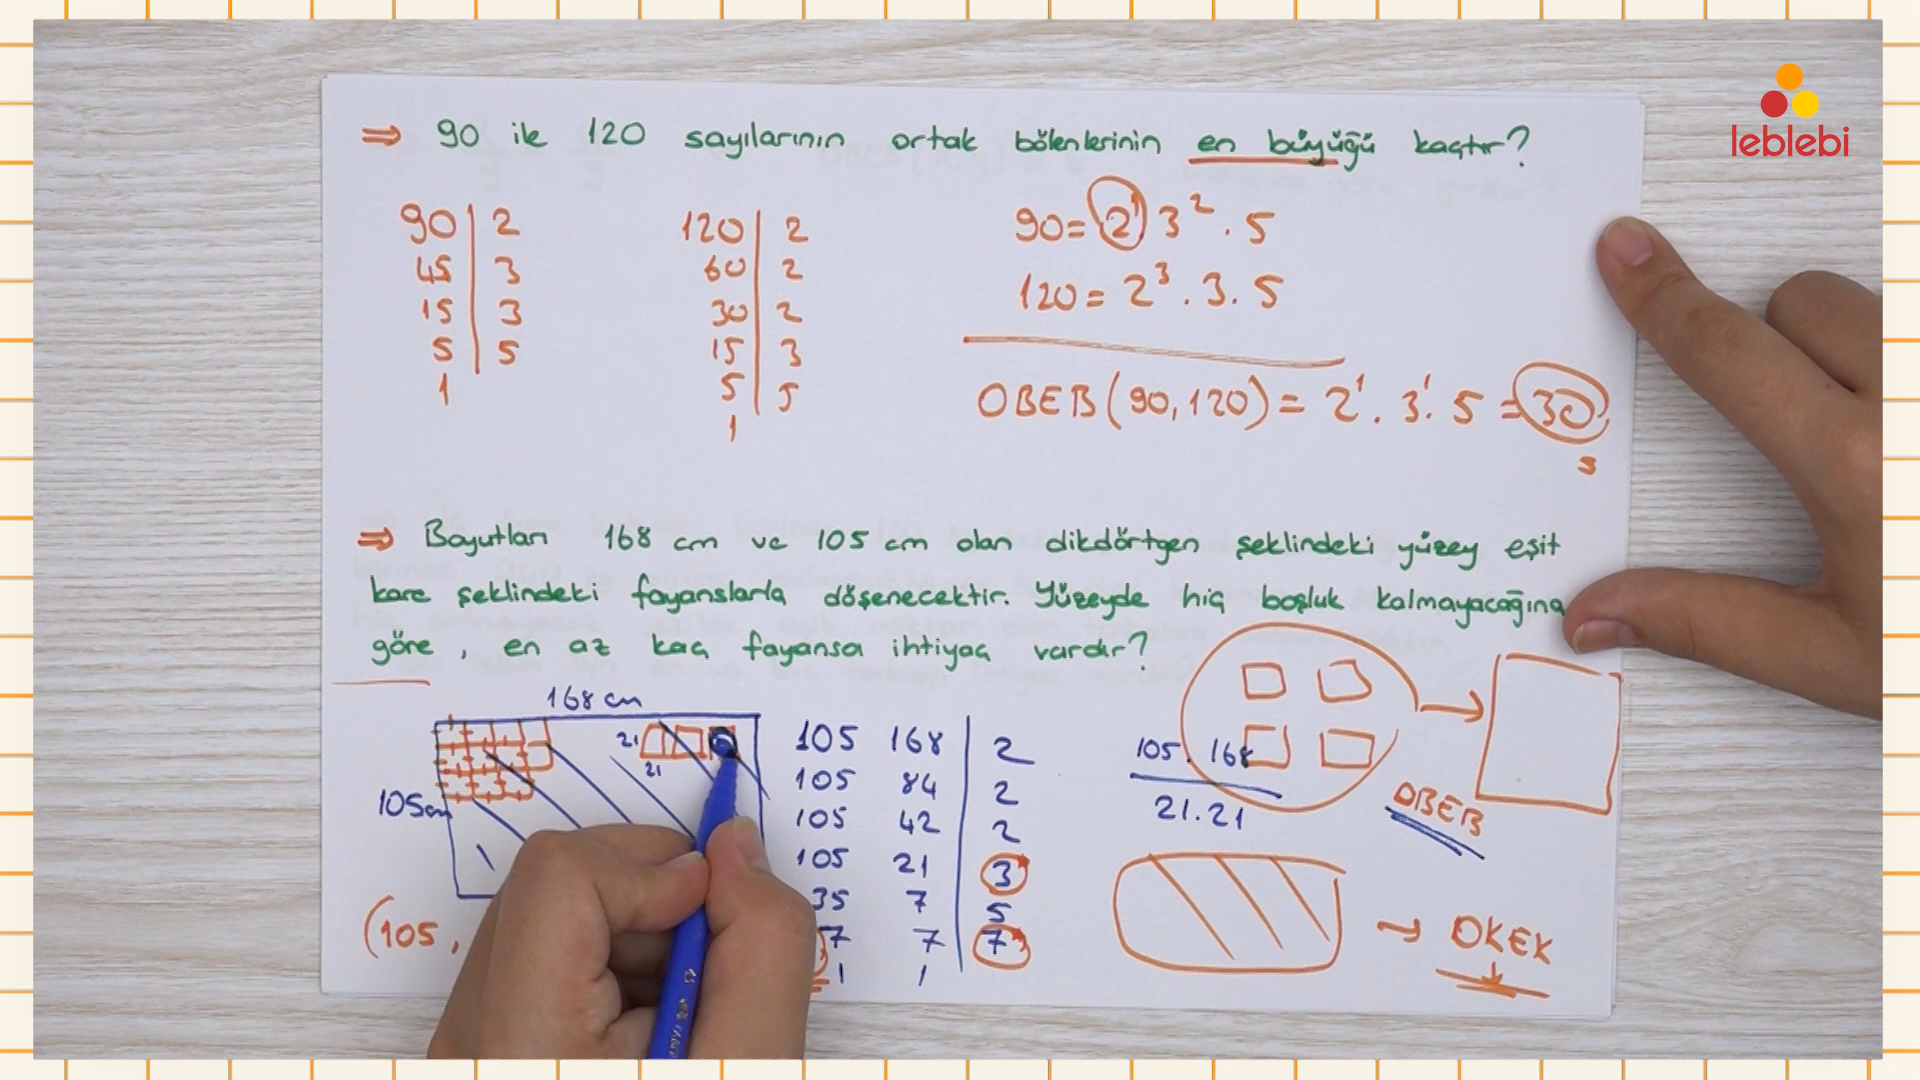 leblebi
⇒ 90 ile 120 sayılarının ortak bölenlerinin en büyüğü kaçtır?
90 | 2
45 | 3
15 | 3
5 | 5
1
120 | 2
60 | 2
30 | 2
15 | 3
5 | 5
1
90 = 2¹ 3² . 5
120 = 2³ . 3 . 5
OBEB(90,120) = 2¹ . 3¹ . 5 = 30
⇒ Boyutları 168 cm ve 105 cm olan dikdörtgen şeklindeki yüzey eşit
kare şeklindeki fayanslarla döşenecektir. Yüzeyde hiç boşluk kalmayacağına
göre, en az kaç fayansa ihtiyaç vardır?
168 cm
21
21
105 cm
(105,
105 168 | 2
105 84 | 2
105 42 | 2
105 21 | 3
35 7 | 5
7 7 | 7
1 1
105 . 168
21.21
OBEB
→ OKEK